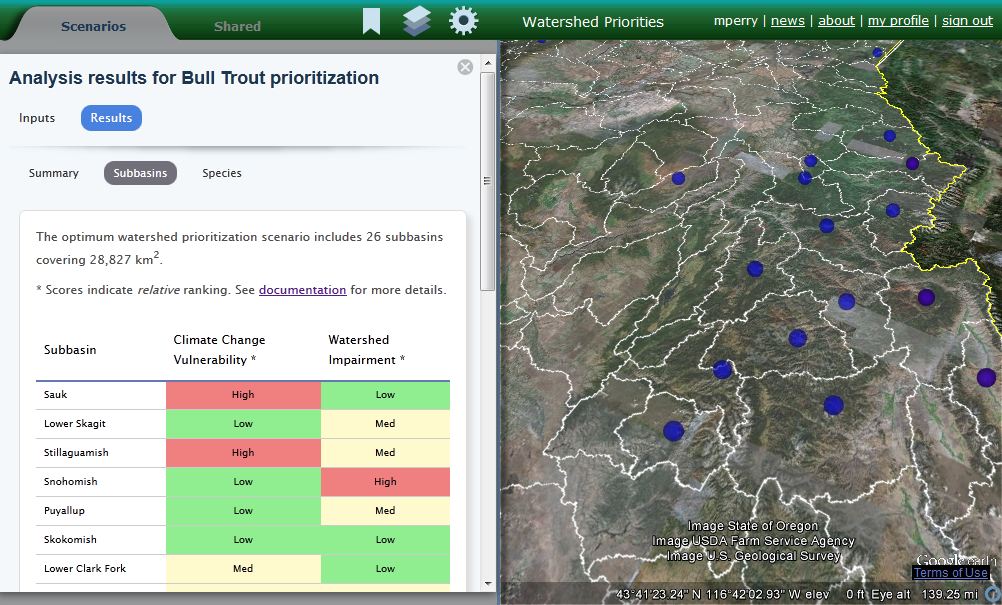 Scenarios
Shared
Watershed Priorities
mperry | news | about | my profile | sign out
Analysis results for Bull Trout prioritization
Inputs
Results
Summary
Subbasins
Species
The optimum watershed prioritization scenario includes 26 subbasins
covering 28,827 km².
* Scores indicate relative ranking. See documentation for more details.
Subbasin
Climate Change
Vulnerability *
Watershed
Impairment *
Sauk High Low
Lower Skagit Low Med
Stillaguamish High Med
Snohomish Low High
Puyallup Low Med
Skokomish Low Low
Lower Clark Fork Med Low
Image State of Oregon
Image USDA Farm Service Agency
Image U.S. Geological Survey
Google earth
Terms of Use
43°41'23.24" N 116°42'02.93" W elev 0 ft Eye alt 139.25 mi